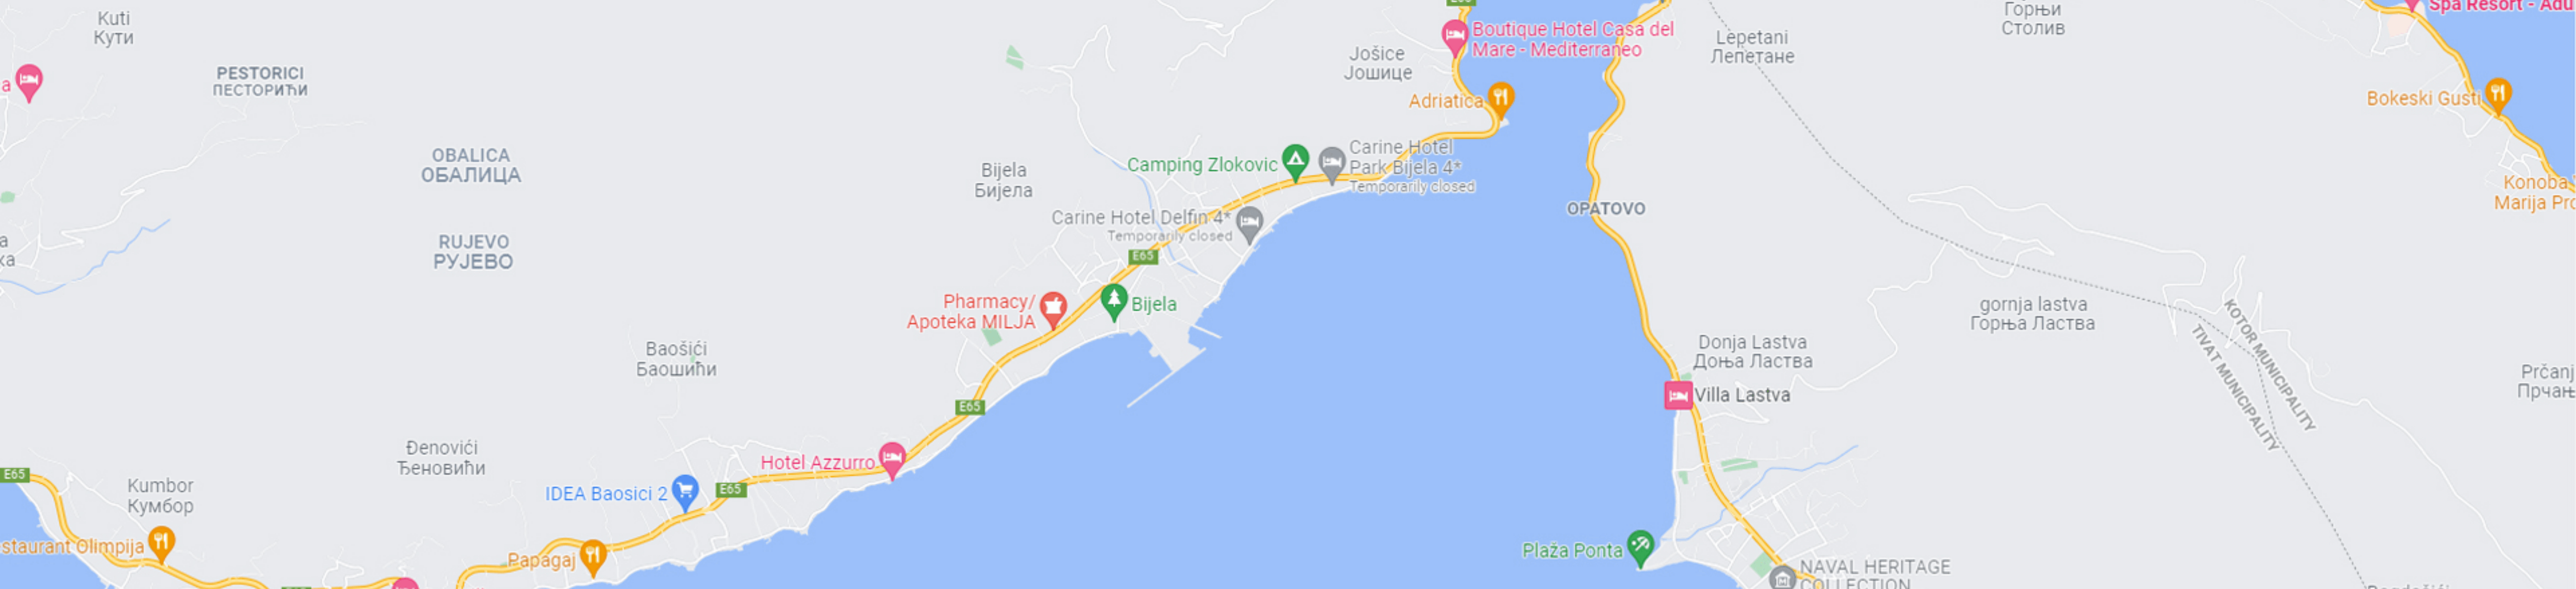 Kuti
Кути
PESTORICI
ПЕСТОРИЋИ
OBALICA
ОБАЛИЦА
RUJEVO
РУЈЕВО
Bijela
Бијела
Jošice
Јошице
Boutique Hotel Casa del
Mare - Mediterraneo
Adriatica
Camping Zlokovic
Carine Hotel
Park Bijela 4*
Temporarily closed
Carine Hotel Delfin 4*
Temporarily closed
E65
Pharmacy/
Apoteka MILJA
Bijela
Baošići
Баошићи
E65
Đenovići
Ђеновићи
Hotel Azzurro
IDEA Baosici 2
E65
E65
Kumbor
Кумбор
staurant Olimpija
Papagaj
Lepetani
Лепетане
Горњи
Столив
Spa Resort - Adu
Bokeski Gusti
Konoba
Marija Pro
OPATOVO
gornja lastva
Горња Ластва
Donja Lastva
Доња Ластва
Villa Lastva
KOTOR MUNICIPALITY
TIVAT MUNICIPALITY
Prčanj
Прчањ
Plaža Ponta
NAVAL HERITAGE
COLLECTION